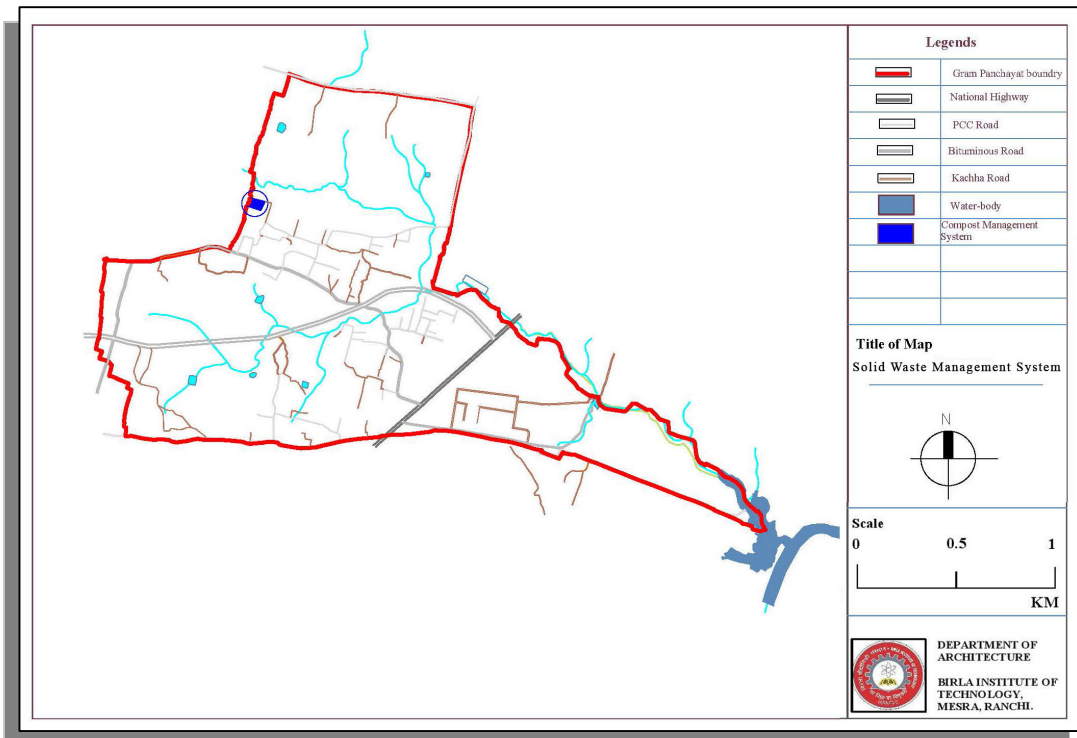 Legends
Gram Panchayat boundry
National Highway
PCC Road
Bituminous Road
Kachha Road
Water-body
Compost Management
System
Title of Map
Solid Waste Management System
N
Scale
0 0.5 1
KM
DEPARTMENT OF
ARCHITECTURE
BIRLA INSTITUTE OF
TECHNOLOGY,
MESRA, RANCHI.